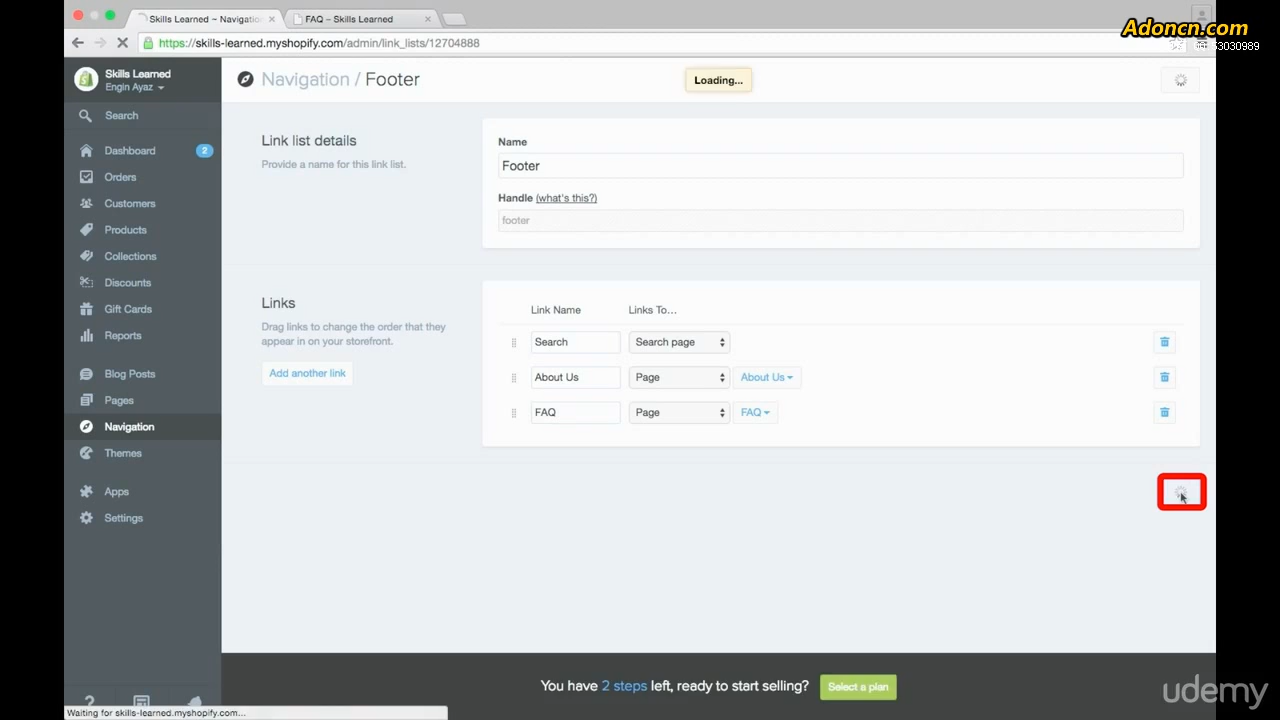 Skills Learned ~ Navigation
FAQ – Skills Learned
Adoncn.com
https://skills-learned.myshopify.com/admin/link_lists/12704888
53030989
Skills Learned
Engin Ayaz
Navigation / Footer
Loading...
Search
Dashboard
2
Orders
Customers
Products
Collections
Discounts
Gift Cards
Reports
Blog Posts
Pages
Navigation
Themes
Apps
Settings
Link list details
Provide a name for this link list.
Name
Footer
Handle (what's this?)
footer
Links
Drag links to change the order that they
appear in on your storefront.
Add another link
Link Name
Links To…
Search
Search page
About Us
Page
About Us
FAQ
Page
FAQ
You have 2 steps left, ready to start selling?
Select a plan
?
udemy
Waiting for skills-learned.myshopify.com...